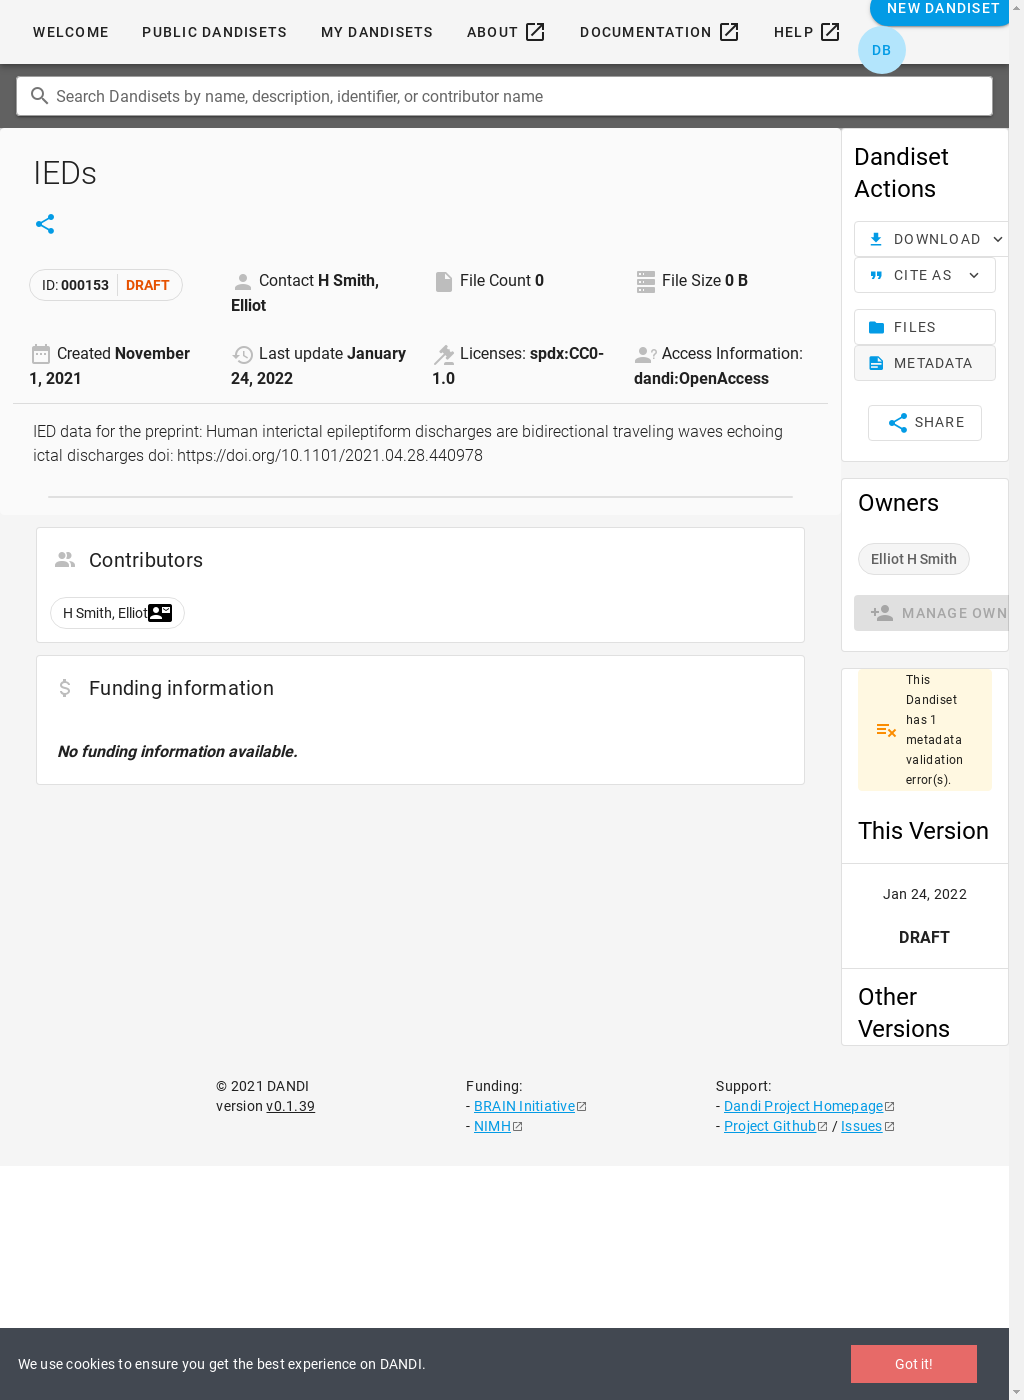 NEW DANDISET
WELCOME PUBLIC DANDISETS MY DANDISETS ABOUT DOCUMENTATION HELP
DB
Search Dandisets by name, description, identifier, or contributor name
IEDs
ID: 000153 DRAFT
Contact H Smith,
Elliot
File Count 0
File Size 0 B
Created November
1, 2021
Last update January
24, 2022
Licenses: spdx:CC0-
1.0
Access Information:
dandi:OpenAccess
IED data for the preprint: Human interictal epileptiform discharges are bidirectional traveling waves echoing
ictal discharges doi: https://doi.org/10.1101/2021.04.28.440978
Contributors
H Smith, Elliot
Funding information
No funding information available.
Dandiset
Actions
DOWNLOAD
CITE AS
FILES
METADATA
SHARE
Owners
Elliot H Smith
MANAGE OWN
This
Dandiset
has 1
metadata
validation
error(s).
This Version
Jan 24, 2022
DRAFT
Other
Versions
© 2021 DANDI
version v0.1.39
Funding:
- BRAIN Initiative
- NIMH
Support:
- Dandi Project Homepage
- Project Github / Issues
We use cookies to ensure you get the best experience on DANDI.
Got it!